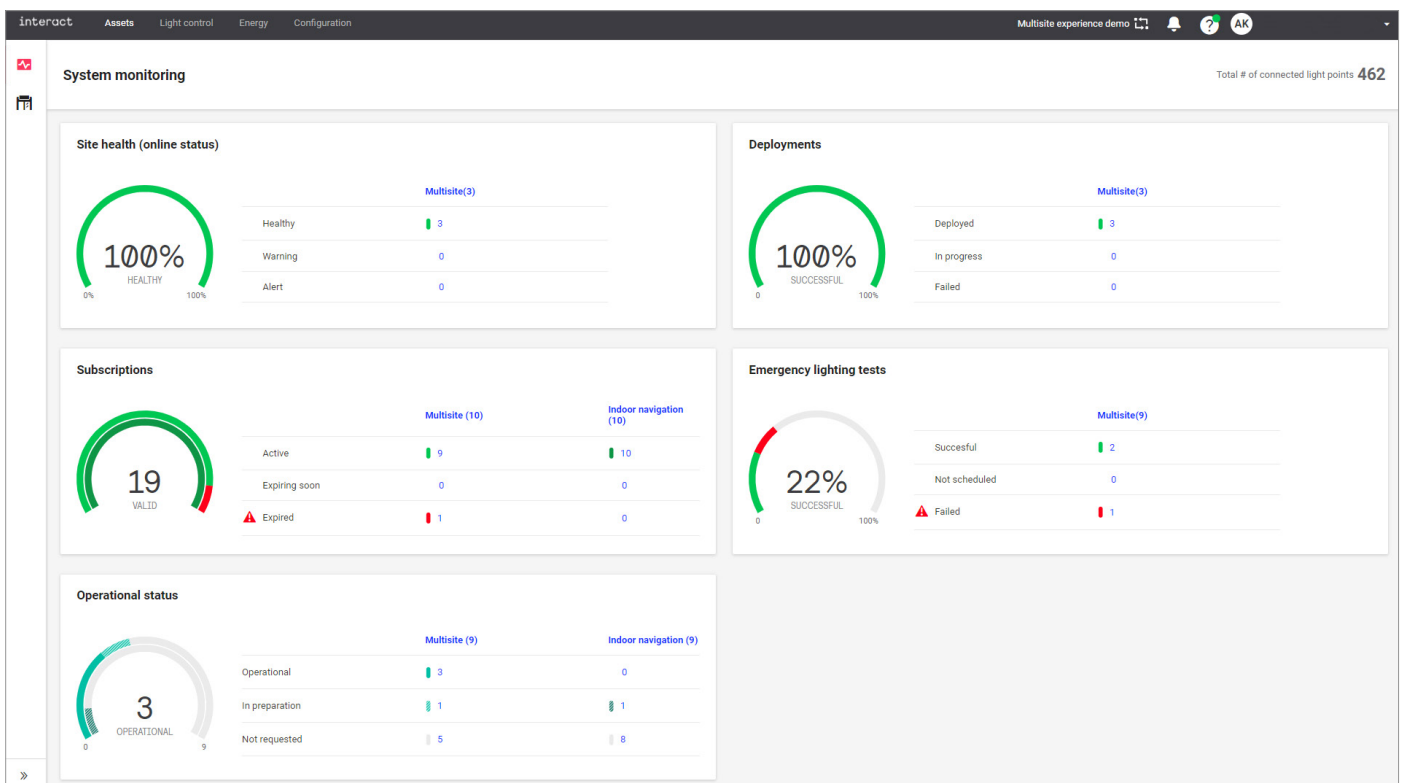 interact Assets Light control Energy Configuration Multisite experience demo ? AK
System monitoring Total # of connected light points 462
Site health (online status)
Multisite(3)
Healthy 3
Warning 0
Alert 0
100%
HEALTHY
0% 100%
Deployments
Multisite(3)
Deployed 3
In progress 0
Failed 0
100%
SUCCESSFUL
0 100%
Subscriptions
Multisite (10) Indoor navigation
(10)
Active 9 10
Expiring soon 0 0
Expired 1 0
19
VALID
Emergency lighting tests
Multisite(9)
Succesful 2
Not scheduled 0
Failed 1
22%
SUCCESSFUL
0 100%
Operational status
Multisite (9) Indoor navigation (9)
Operational 3 0
In preparation 1 1
Not requested 5 8
3
OPERATIONAL
0 9